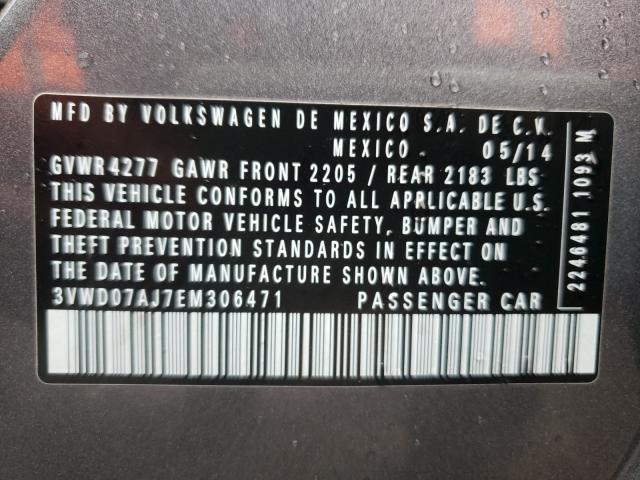 MFD BY VOLKSWAGEN DE MEXICO S.A. DE C.V.
MEXICO 05/14
GVWR 4277 GAWR FRONT 2205 / REAR 2183 LBS
THIS VEHICLE CONFORMS TO ALL APPLICABLE U.S.
FEDERAL MOTOR VEHICLE SAFETY, BUMPER AND
THEFT PREVENTION STANDARDS IN EFFECT ON
THE DATE OF MANUFACTURE SHOWN ABOVE.
3VWD07AJ7EM306471 PASSENGER CAR
2246481 1093 M